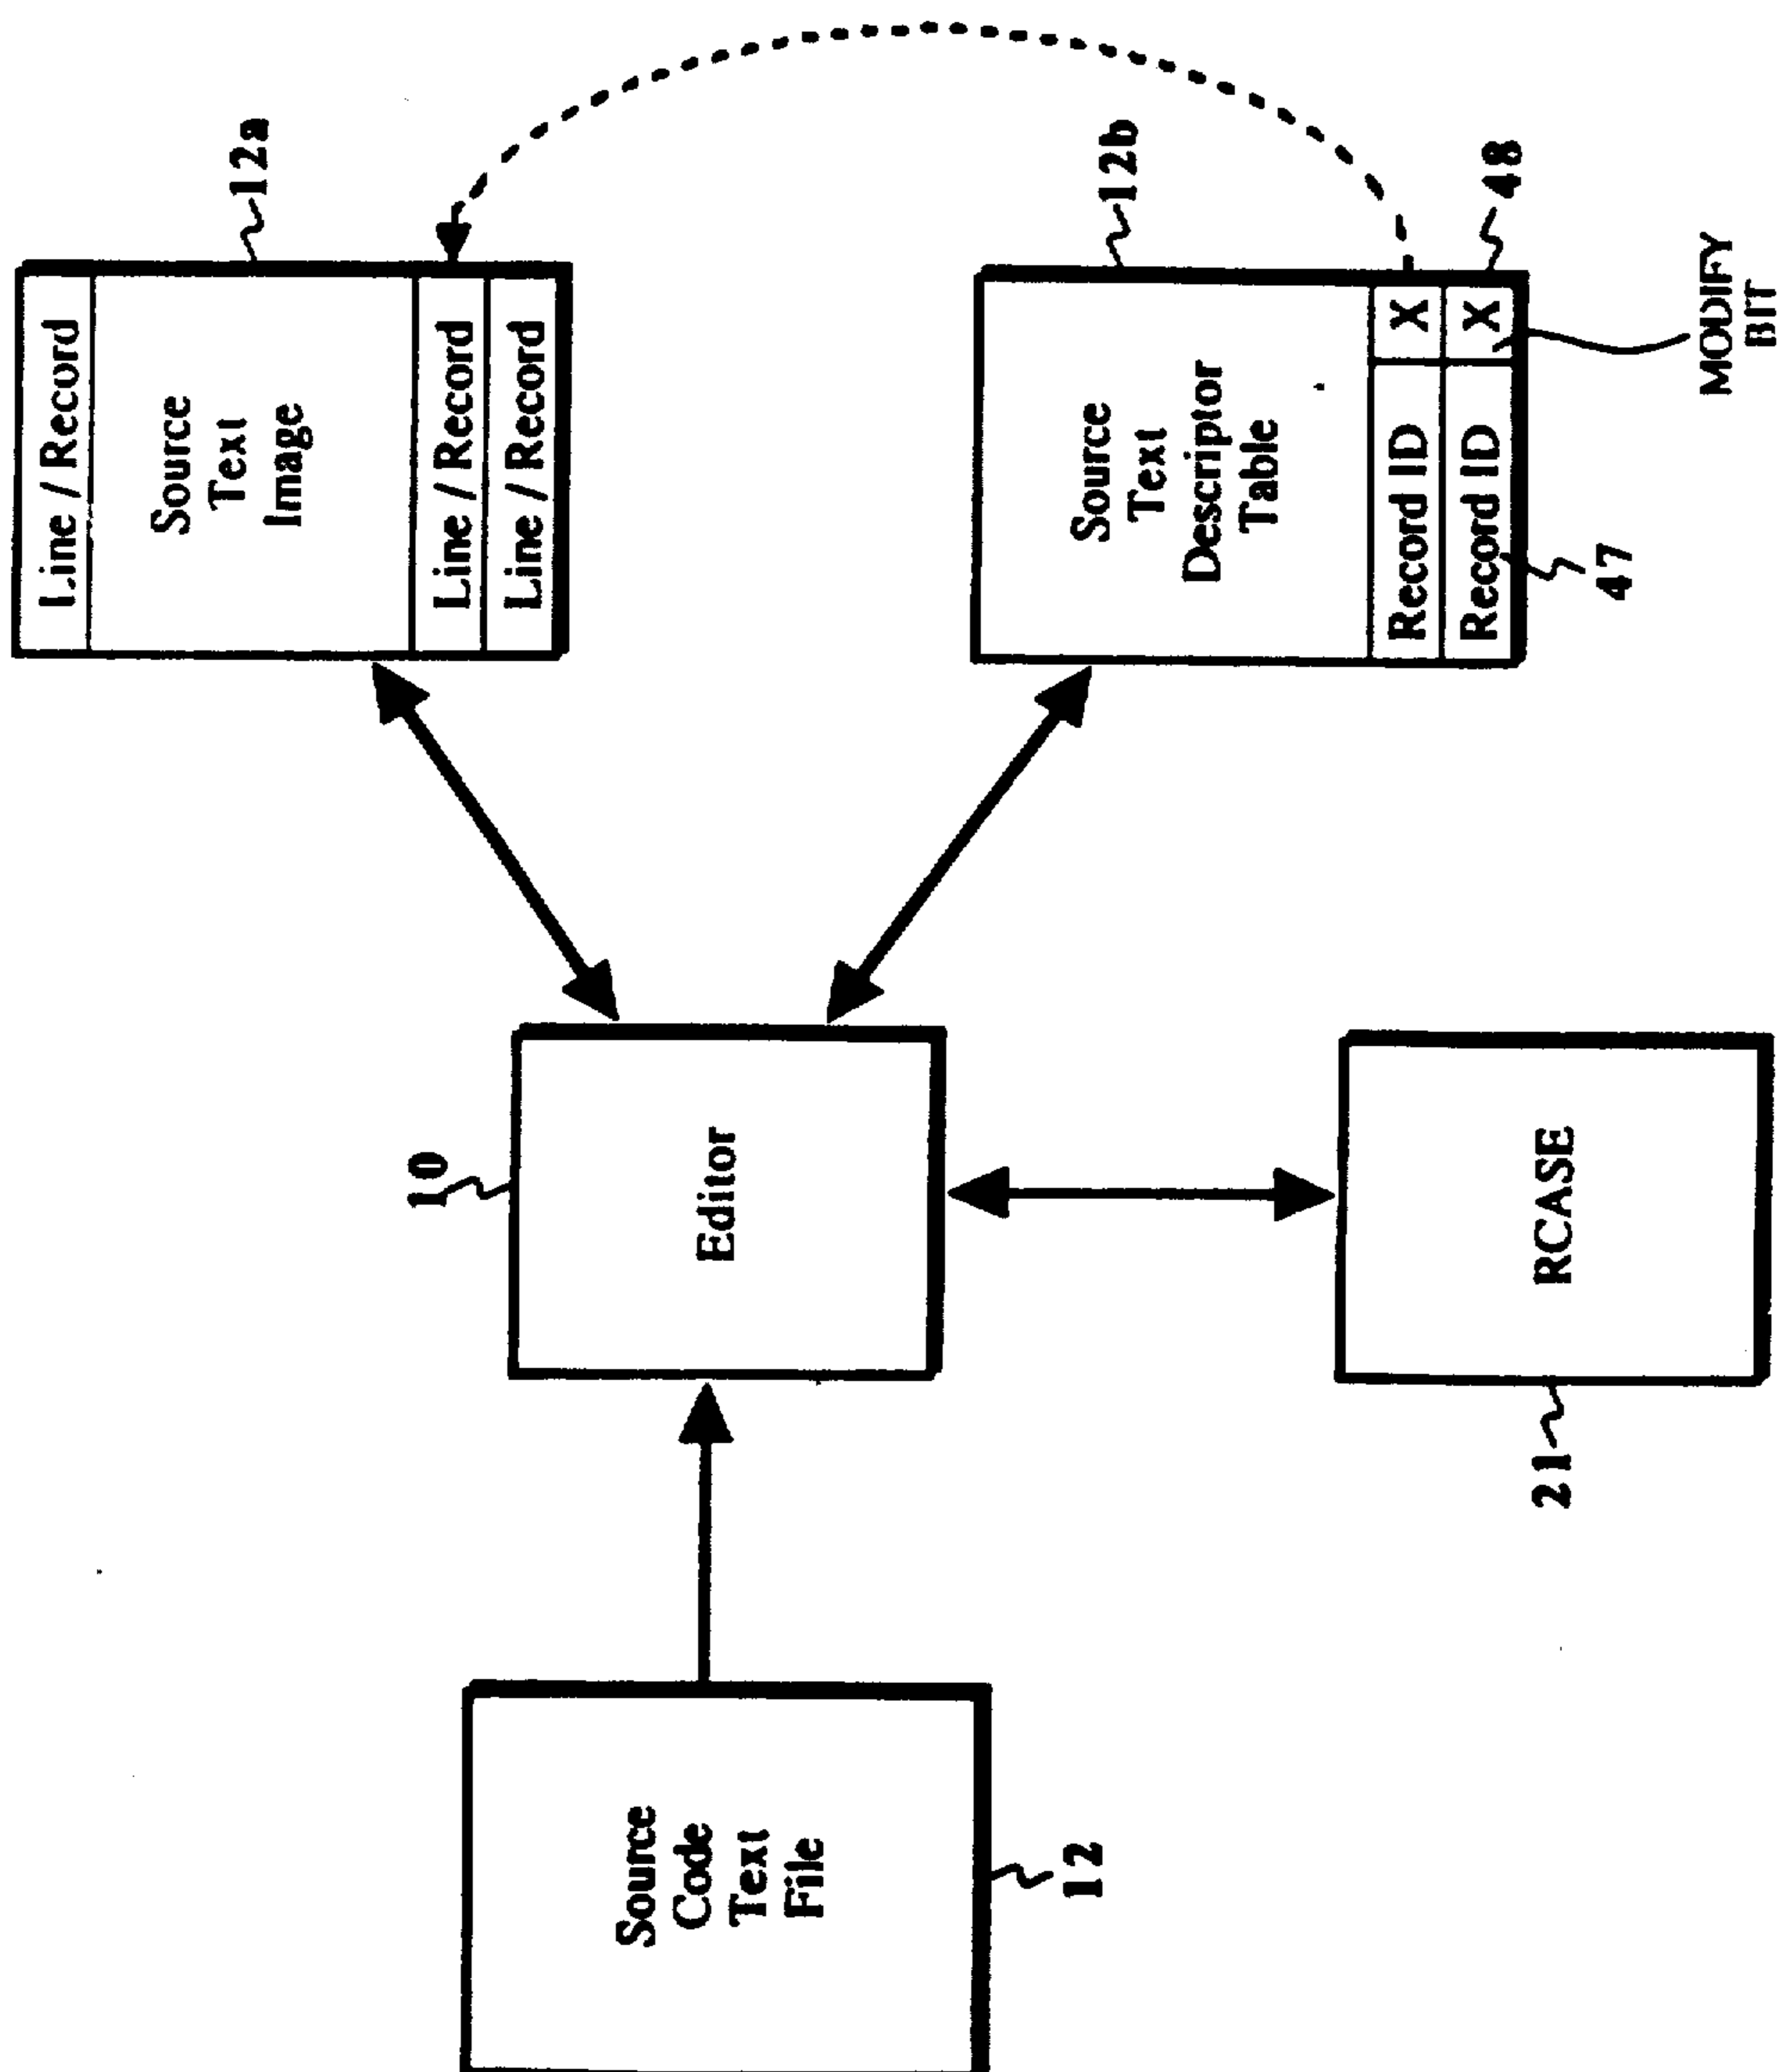 Line / Record
Source
Text
Image
Line / Record
Line / Record
12a
Source
Text
Descriptor
Table
Record ID X
Record ID X
12b
48
47
MODIFY
BIT
10
Editor
RCASE
21
Source
Code
Text
File
12